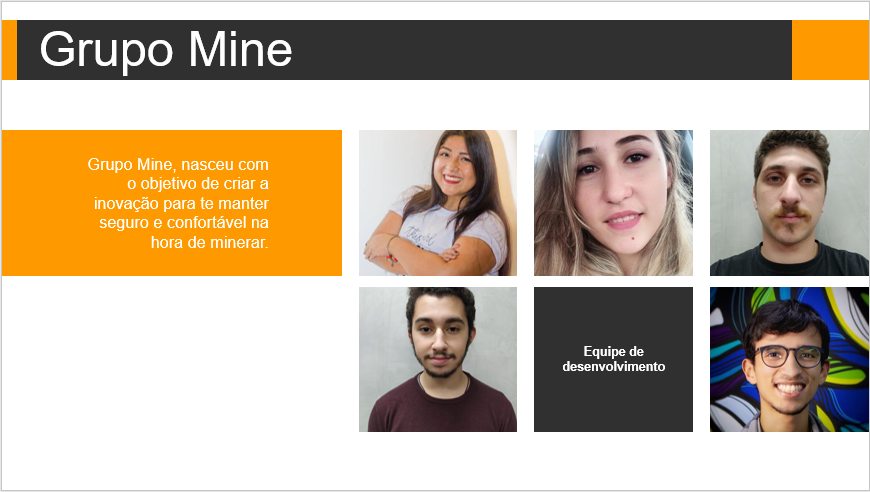 Grupo Mine
Grupo Mine, nasceu com
o objetivo de criar a
inovação para te manter
seguro e confortável na
hora de minerar.
Equipe de
desenvolvimento